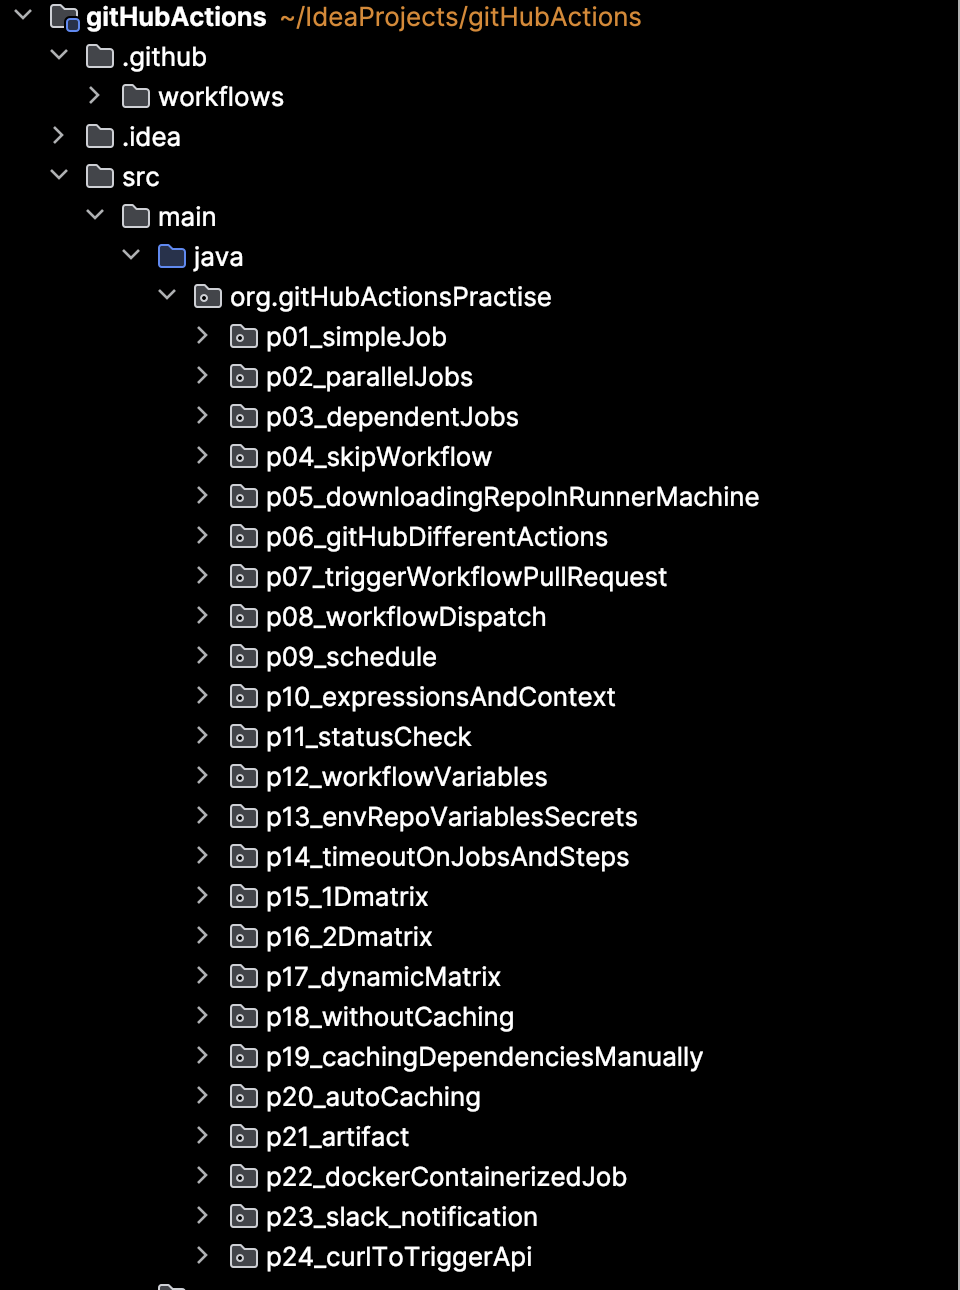 gitHubActions ~/IdeaProjects/gitHubActions
.github
workflows
.idea
src
main
java
org.gitHubActionsPractise
p01_simpleJob
p02_parallelJobs
p03_dependentJobs
p04_skipWorkflow
p05_downloadingRepoInRunnerMachine
p06_gitHubDifferentActions
p07_triggerWorkflowPullRequest
p08_workflowDispatch
p09_schedule
p10_expressionsAndContext
p11_statusCheck
p12_workflowVariables
p13_envRepoVariablesSecrets
p14_timeoutOnJobsAndSteps
p15_1Dmatrix
p16_2Dmatrix
p17_dynamicMatrix
p18_withoutCaching
p19_cachingDependenciesManually
p20_autoCaching
p21_artifact
p22_dockerContainerizedJob
p23_slack_notification
p24_curlToTriggerApi